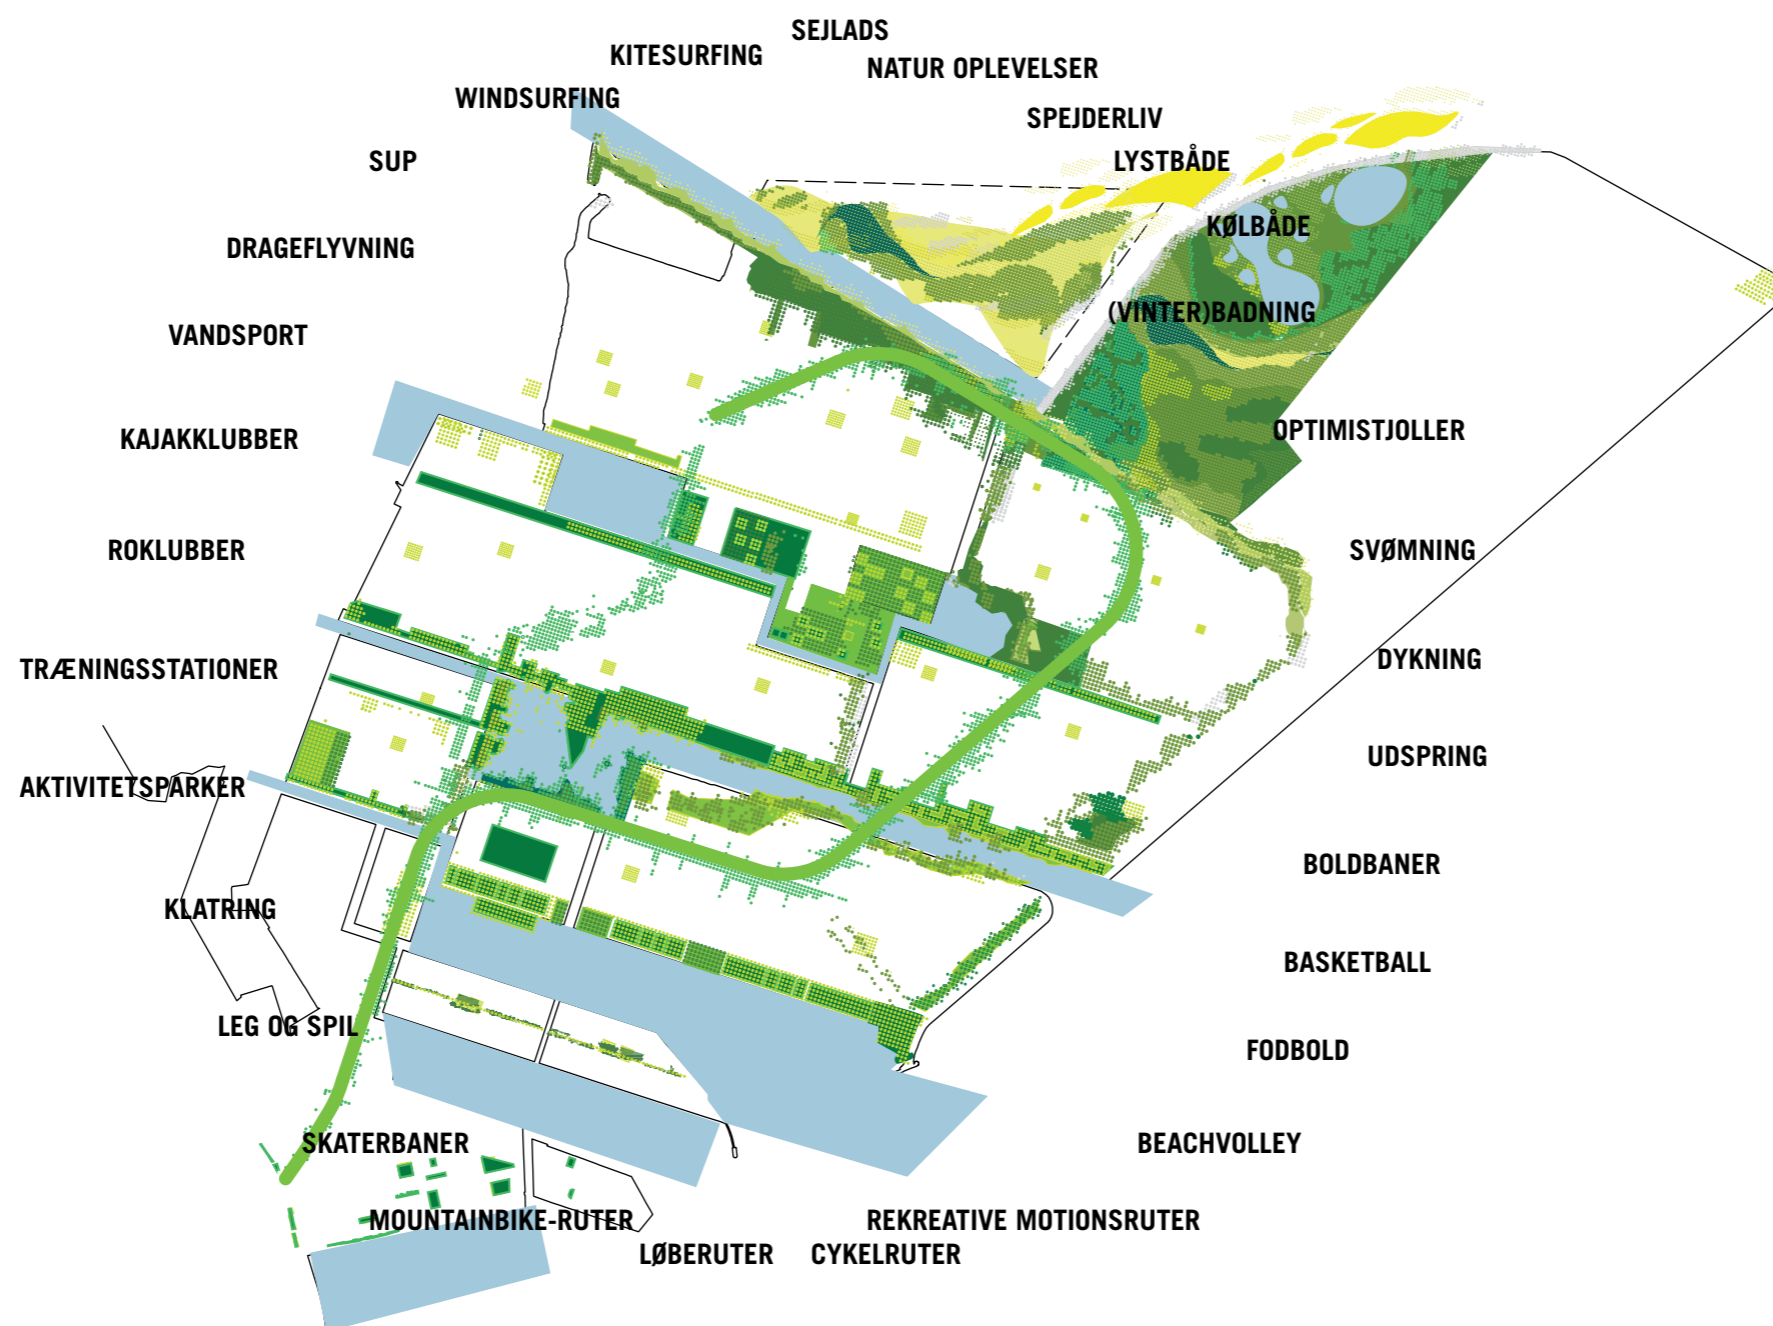 SEJLADS
KITESURFING
NATUR OPLEVELSER
WINDSURFING
SPEJDERLIV
SUP
LYSTBÅDE
KØLBÅDE
DRAGEFLYVNING
(VINTER)BADNING
VANDSPORT
OPTIMISTJOLLER
KAJAKKLUBBER
ROKLUBBER
SVØMNING
DYKNING
TRÆNINGSSTATIONER
UDSPRING
AKTIVITETSPARKER
BOLDBANER
KLATRING
BASKETBALL
LEG OG SPIL
FODBOLD
SKATERBANER
BEACHVOLLEY
MOUNTAINBIKE-RUTER
REKREATIVE MOTIONSRUTER
LØBERUTER
CYKELRUTER